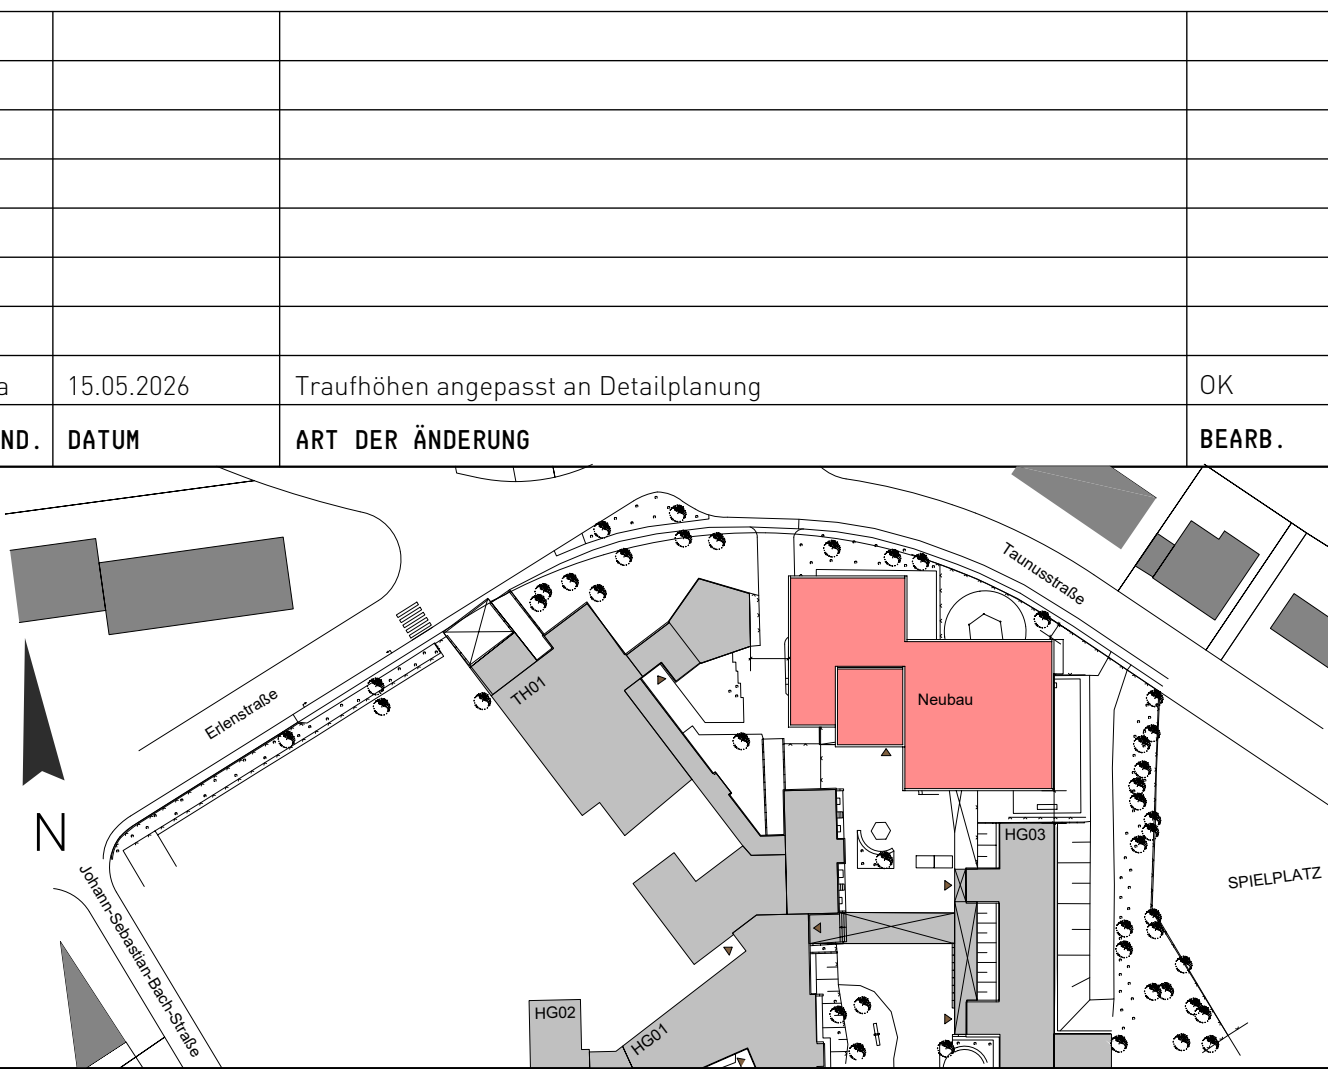 a 15.05.2026 Traufhöhen angepasst an Detailplanung OK
ND. DATUM ART DER ÄNDERUNG BEARB.
Taunusstraße
TH01
Neubau
Erlenstraße
N
HG03
Johann-Sebastian-Bach-Straße
SPIELPLATZ
HG02
HG01